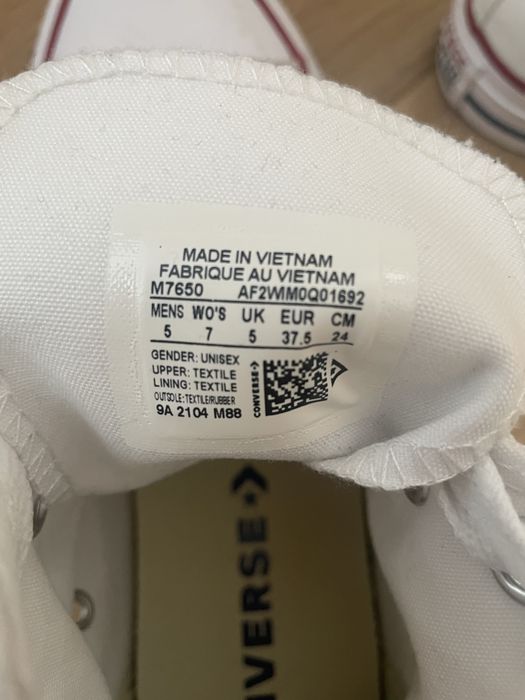 MADE IN VIETNAM
FABRIQUE AU VIETNAM
M7650 AF2WM0Q01692
MENS WO'S UK EUR CM
5 7 5 37.5 24
GENDER: UNISEX
UPPER: TEXTILE
LINING: TEXTILE
OUTSOLE: TEXTILE/RUBBER
9A 2104 M88
CONVERSE
VERSE